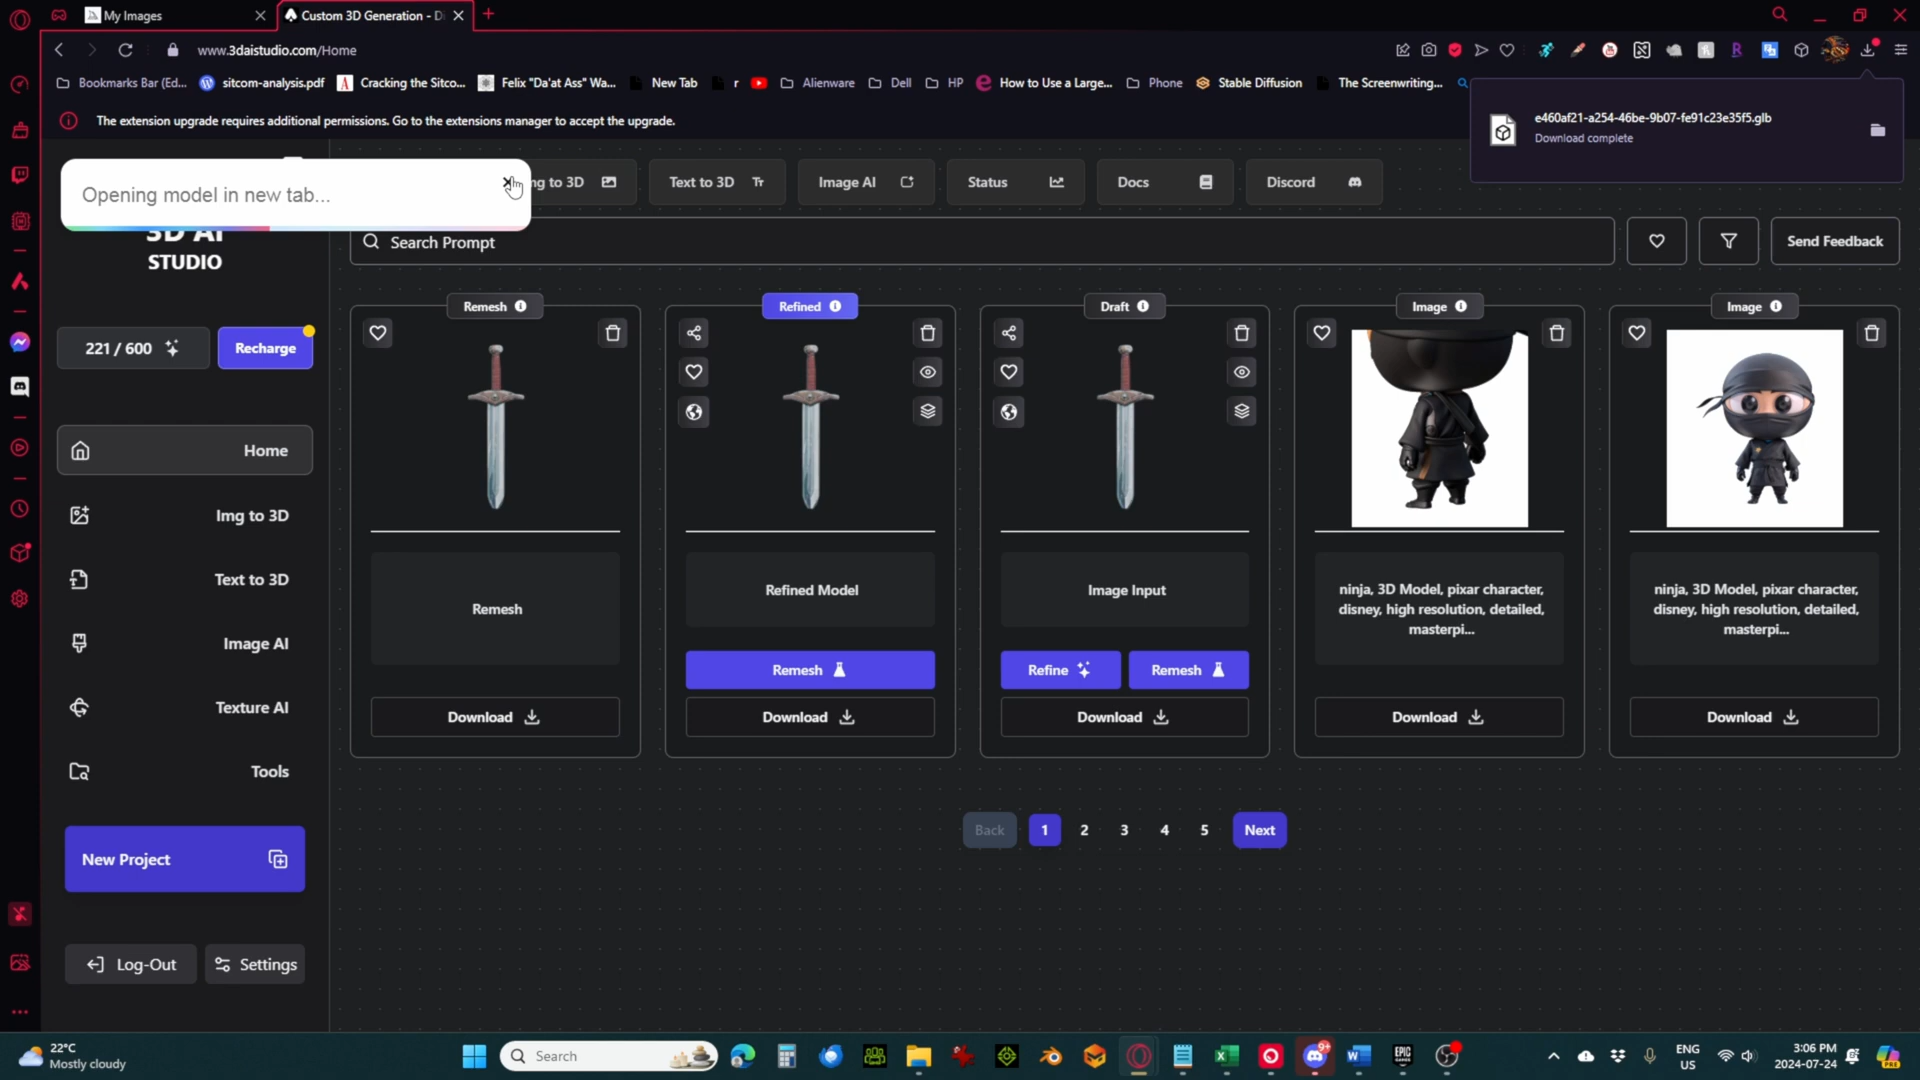 My Images
Custom 3D Generation - Di
www.3daistudio.com/Home
Bookmarks Bar (Ed...
sitcom-analysis.pdf
Cracking the Sitco...
Felix "Da'at Ass" Wa...
New Tab
r
Alienware
Dell
HP
How to Use a Large...
Phone
Stable Diffusion
The Screenwriting...
The extension upgrade requires additional permissions. Go to the extensions manager to accept the upgrade.
e460af21-a254-46be-9b07-fe91c23e35f5.glb
Download complete
Opening model in new tab...
ng to 3D
Text to 3D
Image AI
Status
Docs
Discord
3D AI
STUDIO
Search Prompt
Send Feedback
221 / 600
Recharge
Home
Img to 3D
Text to 3D
Image AI
Texture AI
Tools
New Project
Log-Out
Settings
Remesh
Remesh
Download
Refined
Refined Model
Remesh
Download
Draft
Image Input
Refine
Remesh
Download
Image
ninja, 3D Model, pixar character,
disney, high resolution, detailed,
masterpi...
Download
Image
ninja, 3D Model, pixar character,
disney, high resolution, detailed,
masterpi...
Download
Back
1
2
3
4
5
Next
22°C
Mostly cloudy
Search
EPIC
9+
ENG
US
3:06 PM
2024-07-24
PRE